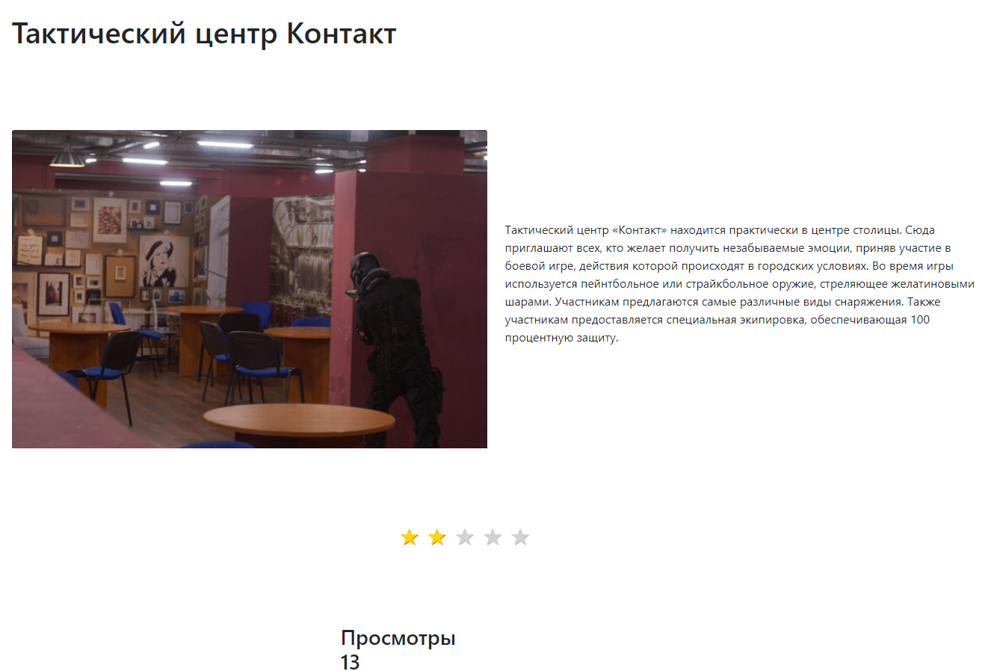 Тактический центр Контакт
Тактический центр «Контакт» находится практически в центре столицы. Сюда
приглашают всех, кто желает получить незабываемые эмоции, приняв участие в
боевой игре, действия которой происходят в городских условиях. Во время игры
используется пейнтбольное или страйкбольное оружие, стреляющее желатиновыми
шарами. Участникам предлагаются самые различные виды снаряжения. Также
участникам предоставляется специальная экипировка, обеспечивающая 100
процентную защиту.
Просмотры
13